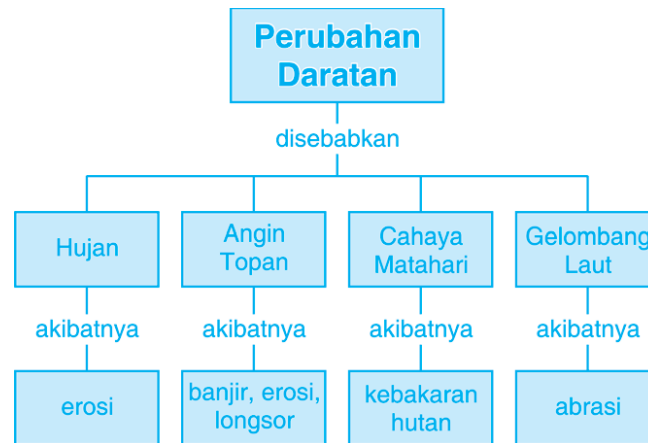 Perubahan
Daratan
disebabkan
Hujan
Angin
Topan
Cahaya
Matahari
Gelombang
Laut
akibatnya
akibatnya
akibatnya
akibatnya
erosi
banjir, erosi,
longsor
kebakaran
hutan
abrasi